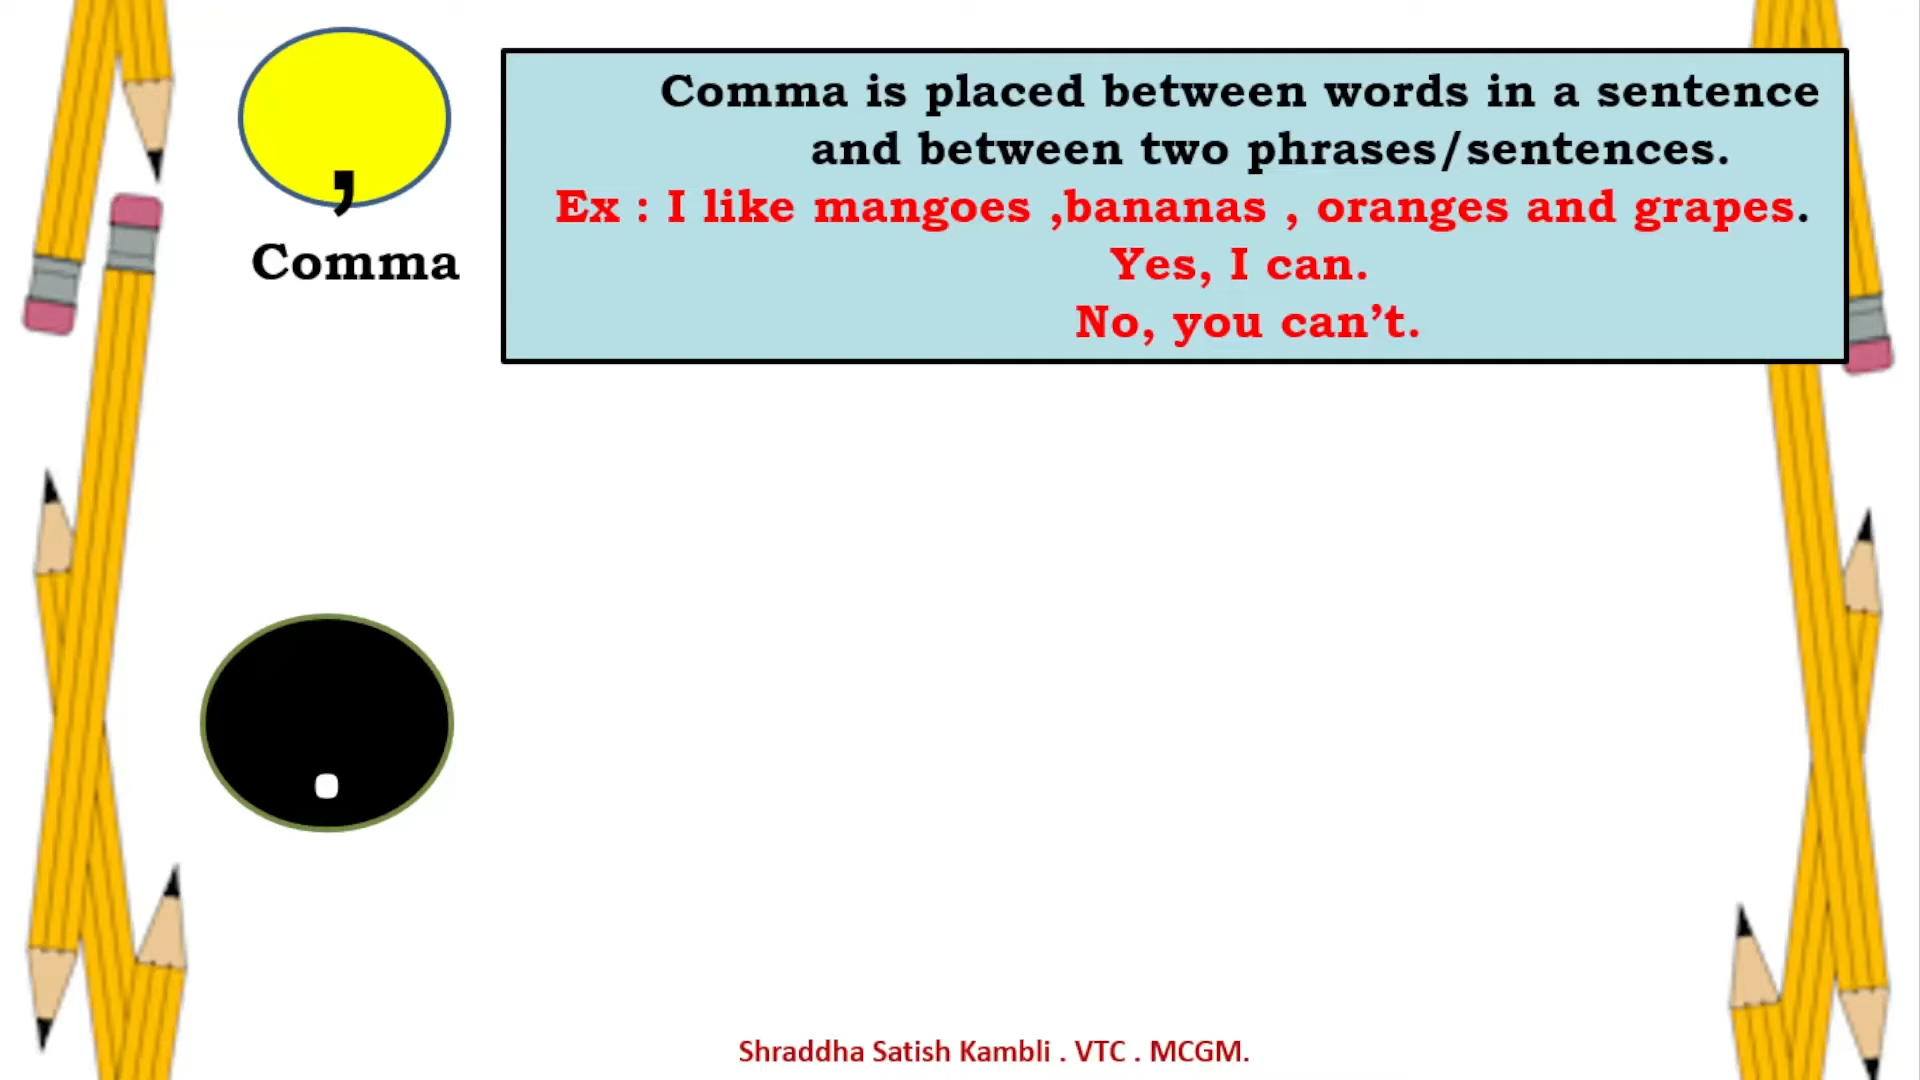 ,
Comma
Comma is placed between words in a sentence
and between two phrases/sentences.
Ex : I like mangoes ,bananas , oranges and grapes.
Yes, I can.
No, you can’t.
.
Shraddha Satish Kambli . VTC . MCGM.